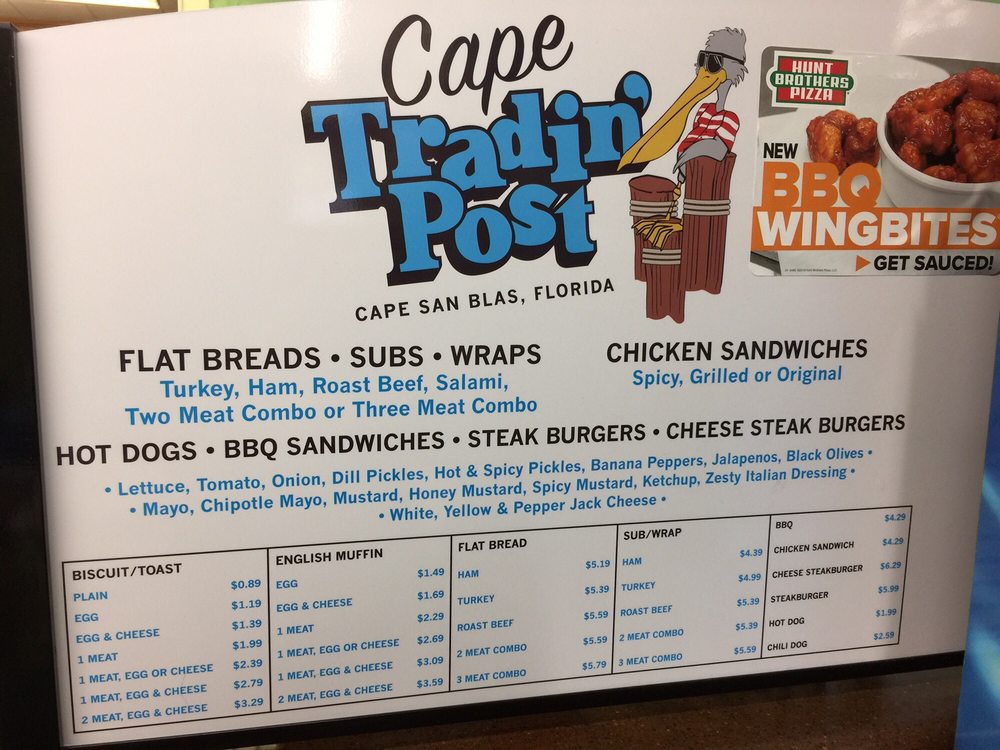 Cape
Tradin'
Post
CAPE SAN BLAS, FLORIDA
HUNT
BROTHERS
PIZZA
NEW
BBQ
WINGBITES
GET SAUCED!
FLAT BREADS • SUBS • WRAPS
Turkey, Ham, Roast Beef, Salami,
Two Meat Combo or Three Meat Combo
CHICKEN SANDWICHES
Spicy, Grilled or Original
HOT DOGS • BBQ SANDWICHES • STEAK BURGERS • CHEESE STEAK BURGERS
• Lettuce, Tomato, Onion, Dill Pickles, Hot & Spicy Pickles, Banana Peppers, Jalapenos, Black Olives •
• Mayo, Chipotle Mayo, Mustard, Honey Mustard, Spicy Mustard, Ketchup, Zesty Italian Dressing •
• White, Yellow & Pepper Jack Cheese •
BISCUIT/TOAST
PLAIN $0.89
EGG $1.19
EGG & CHEESE $1.39
1 MEAT $1.99
1 MEAT, EGG OR CHEESE $2.39
1 MEAT, EGG & CHEESE $2.79
2 MEAT, EGG & CHEESE $3.29
ENGLISH MUFFIN
EGG $1.49
EGG & CHEESE $1.69
1 MEAT $2.29
1 MEAT, EGG OR CHEESE $2.69
1 MEAT, EGG & CHEESE $3.09
2 MEAT, EGG & CHEESE $3.59
FLAT BREAD
HAM $5.19
TURKEY $5.39
ROAST BEEF $5.59
2 MEAT COMBO $5.59
3 MEAT COMBO $5.79
SUB/WRAP
HAM $4.39
TURKEY $4.99
ROAST BEEF $5.39
2 MEAT COMBO $5.39
3 MEAT COMBO $5.59
BBQ $4.29
CHICKEN SANDWICH $4.29
CHEESE STEAKBURGER $6.29
STEAKBURGER $5.99
HOT DOG $1.99
CHILI DOG $2.59